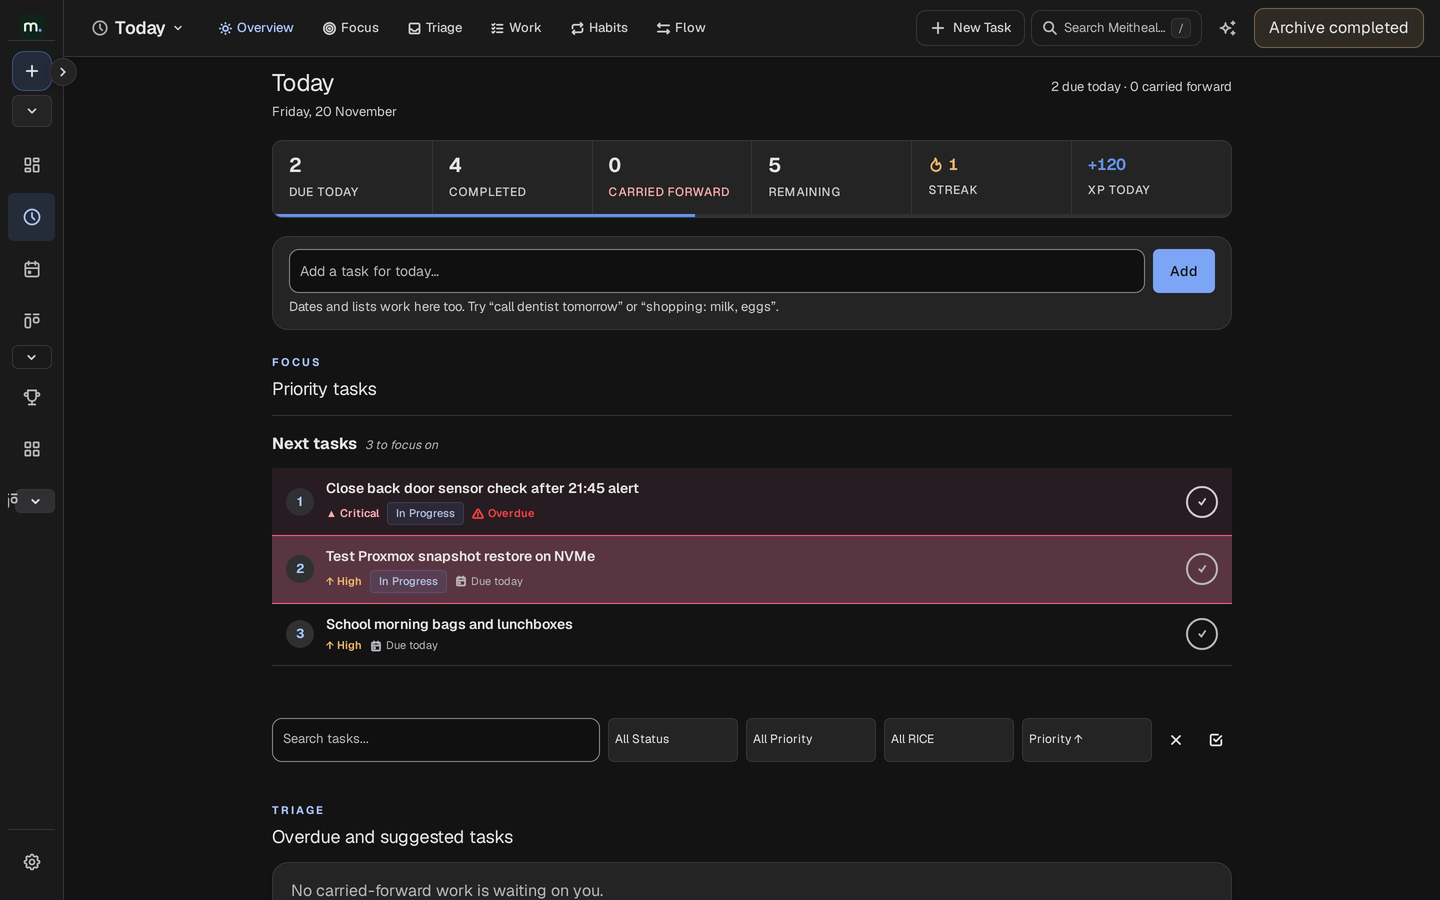 m.
Today
Overview
Focus
Triage
Work
Habits
Flow
New Task
Search Meitheal... /
Archive completed
Today
Friday, 20 November
2 due today · 0 carried forward
2
DUE TODAY
4
COMPLETED
0
CARRIED FORWARD
5
REMAINING
1
STREAK
+120
XP TODAY
Add a task for today...
Add
Dates and lists work here too. Try “call dentist tomorrow” or “shopping: milk, eggs”.
FOCUS
Priority tasks
Next tasks 3 to focus on
1
Close back door sensor check after 21:45 alert
▲ Critical In Progress Overdue
2
Test Proxmox snapshot restore on NVMe
↑ High In Progress Due today
3
School morning bags and lunchboxes
↑ High Due today
Search tasks...
All Status
All Priority
All RICE
Priority ↑
TRIAGE
Overdue and suggested tasks
No carried-forward work is waiting on you.